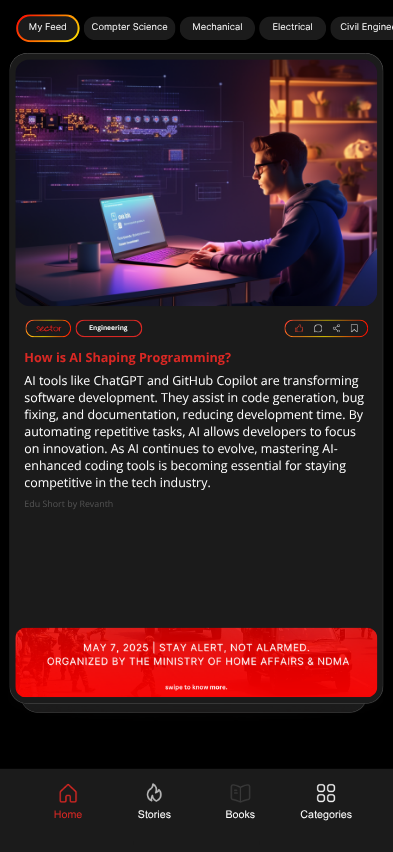 My Feed
Compter Science
Mechanical
Electrical
Civil Enginee
sector
Engineering
How is AI Shaping Programming?
AI tools like ChatGPT and GitHub Copilot are transforming
software development. They assist in code generation, bug
fixing, and documentation, reducing development time. By
automating repetitive tasks, AI allows developers to focus
on innovation. As AI continues to evolve, mastering AI-
enhanced coding tools is becoming essential for staying
competitive in the tech industry.
Edu Short by Revanth
MAY 7, 2025 | STAY ALERT, NOT ALARMED.
ORGANIZED BY THE MINISTRY OF HOME AFFAIRS & NDMA
swipe to know more.
Home
Stories
Books
Categories